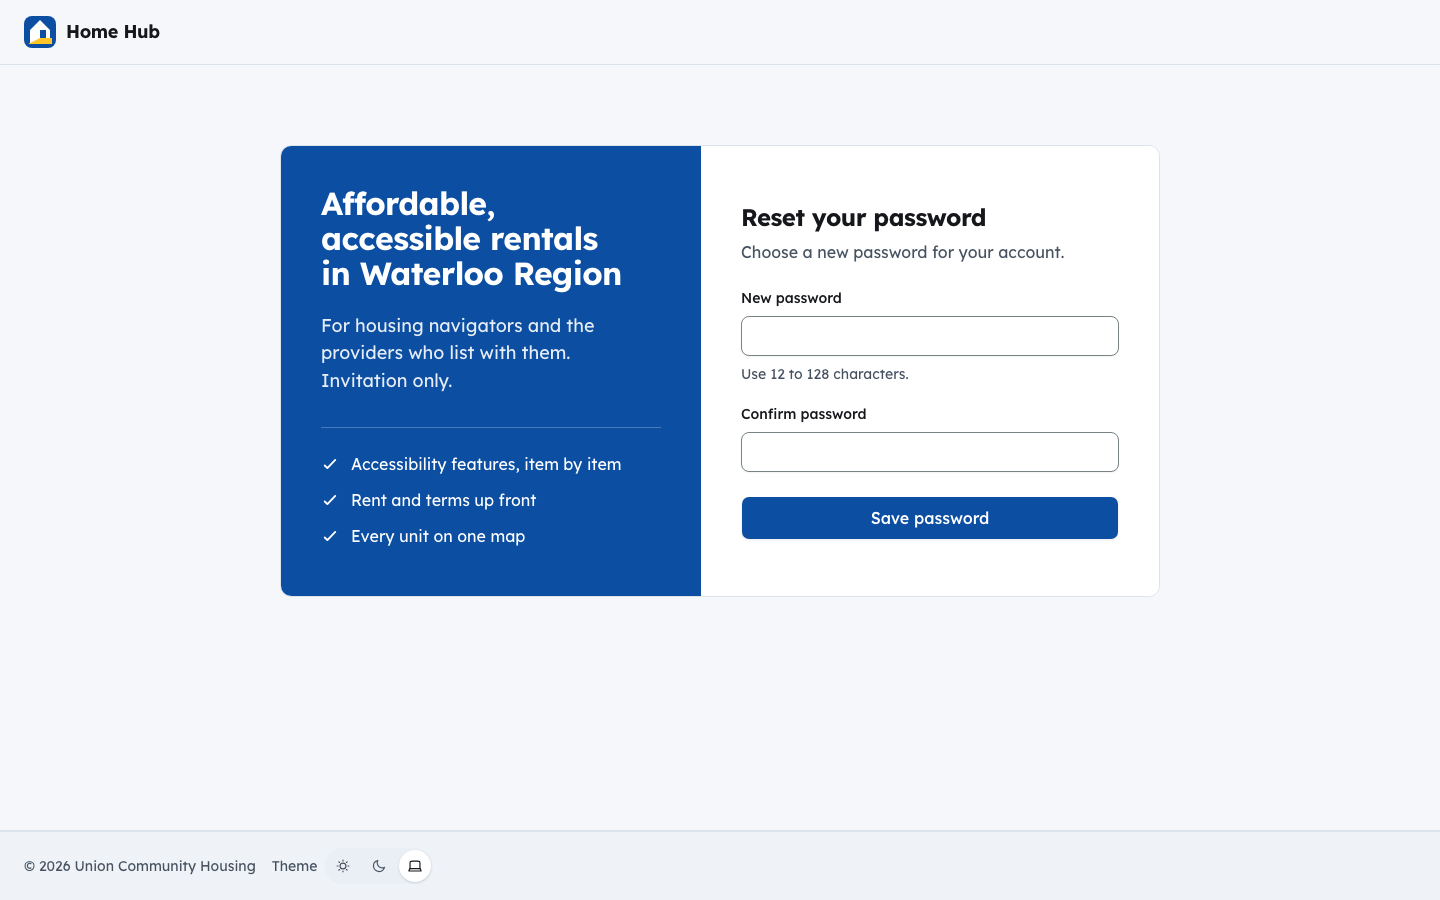 Home Hub
Affordable,
accessible rentals
in Waterloo Region
For housing navigators and the
providers who list with them.
Invitation only.
Accessibility features, item by item
Rent and terms up front
Every unit on one map
Reset your password
Choose a new password for your account.
New password
Use 12 to 128 characters.
Confirm password
Save password
© 2026 Union Community Housing
Theme